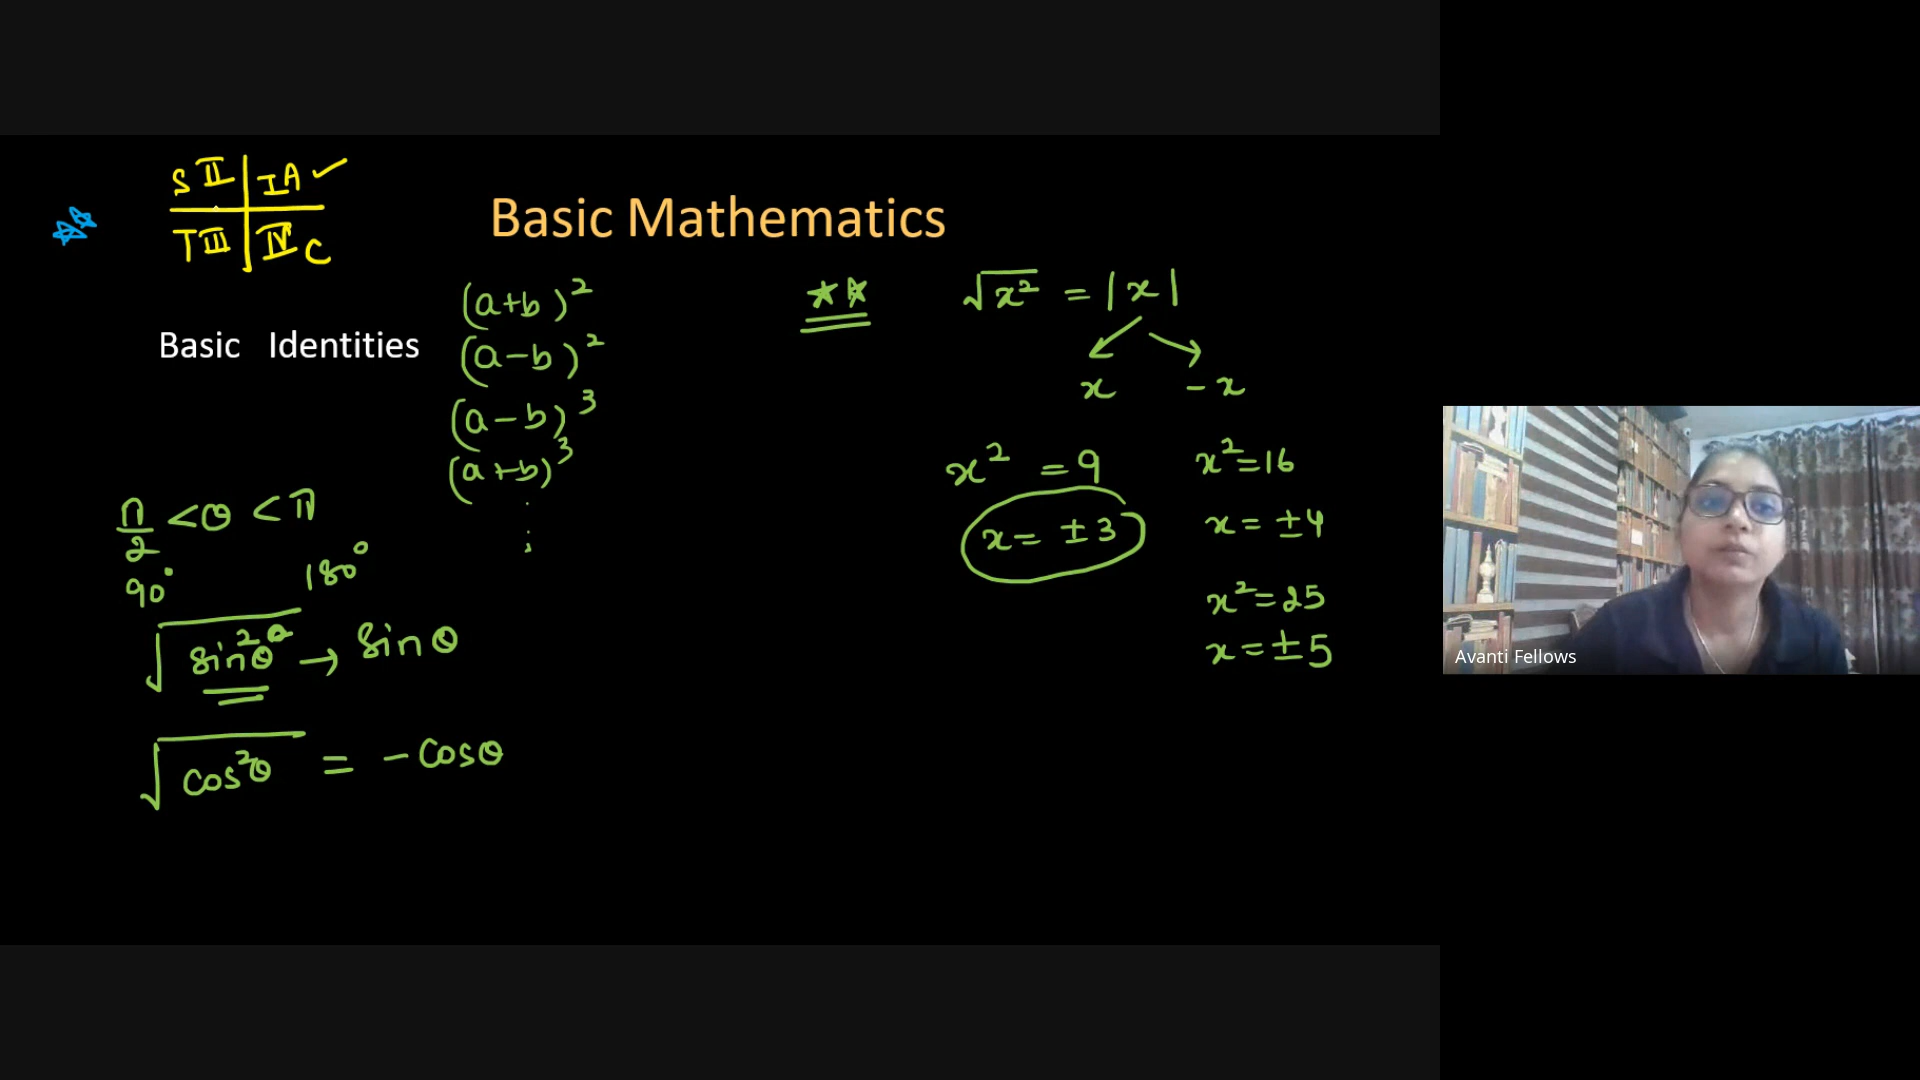 S II | I A ✓
T III | IV C
Basic Mathematics
Basic Identities
(a+b)²
(a-b)²
(a-b)³
(a+b)³
π/2 < θ < π
90° 180°
√sin²θ → sinθ
√cos²θ = -cosθ
√x² = |x|
x -x
x² = 9
x = ±3
x²=16
x = ±4
x²=25
x = ±5
Avanti Fellows